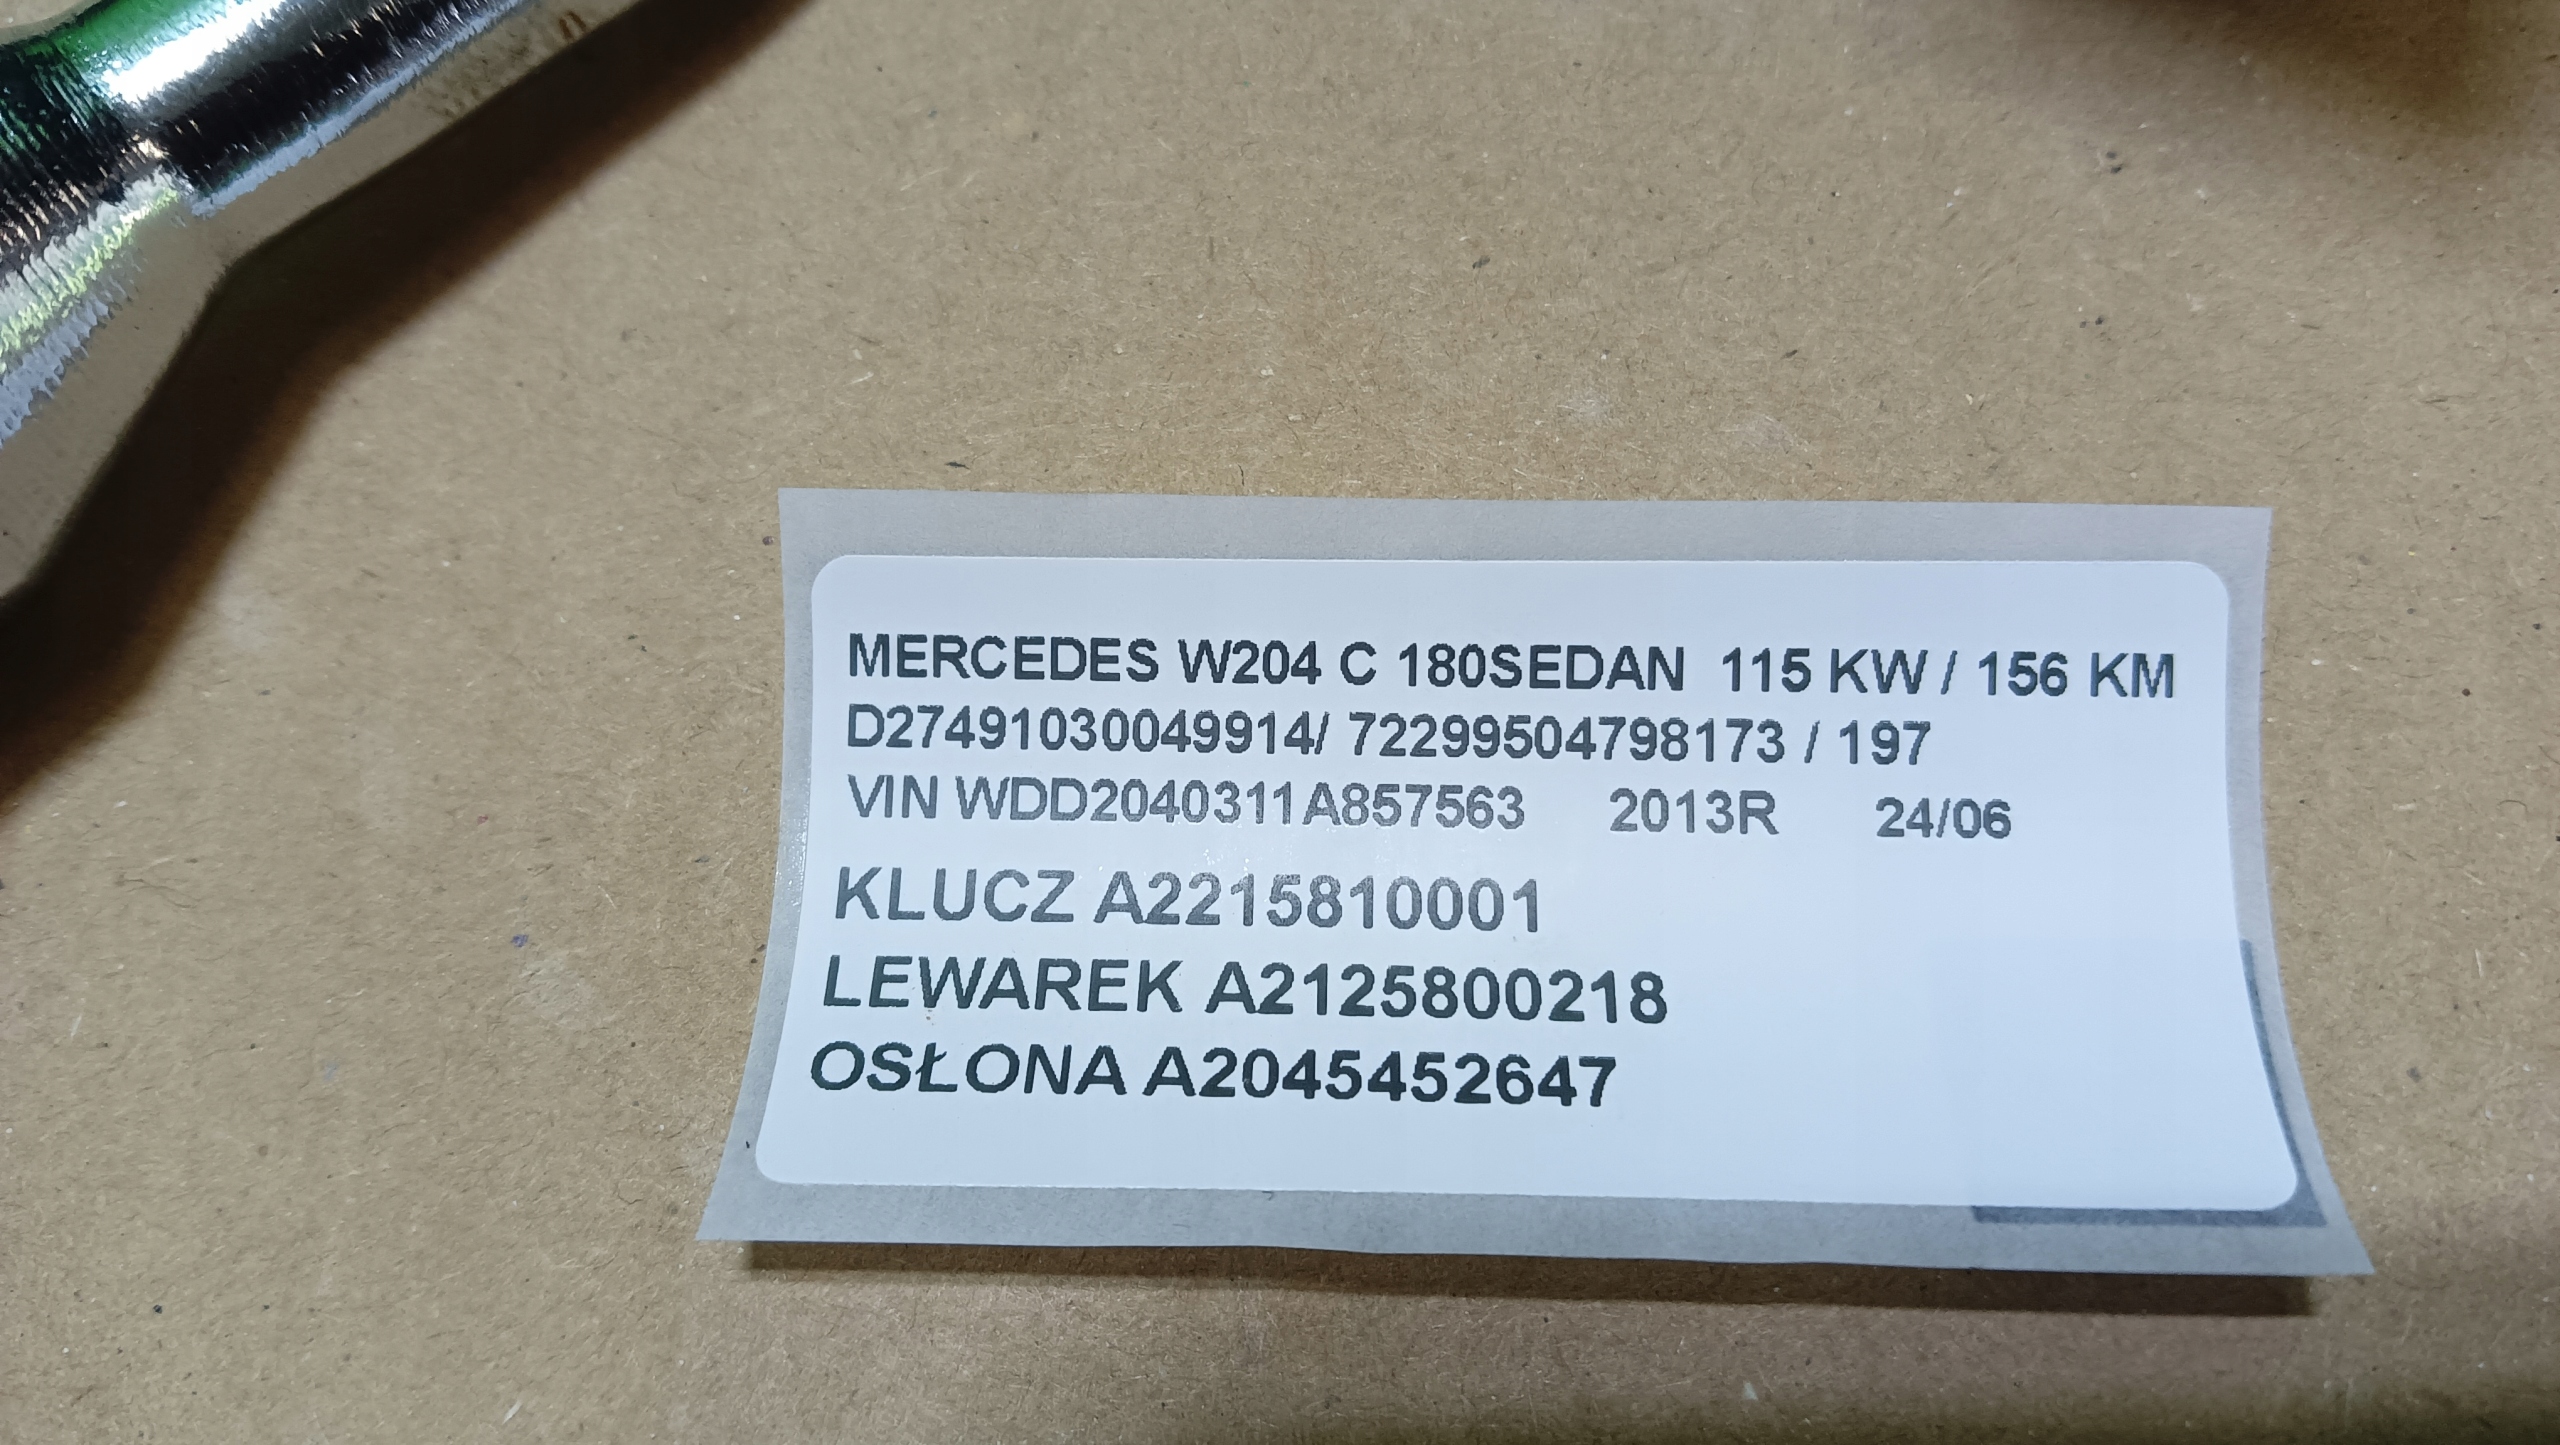 MERCEDES W204 C 180SEDAN 115 KW / 156 KM
D27491030049914/ 72299504798173 / 197
VIN WDD2040311A857563 2013R 24/06
KLUCZ A2215810001
LEWAREK A2125800218
OSŁONA A2045452647